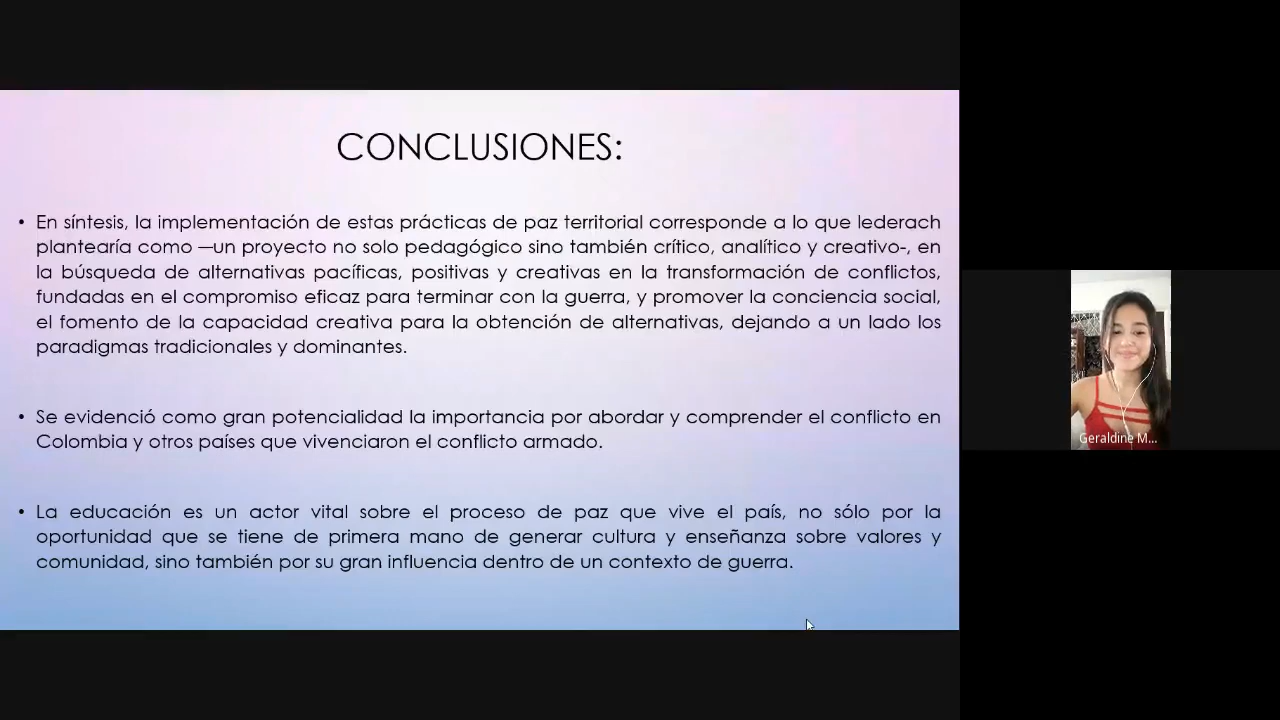 CONCLUSIONES:
• En síntesis, la implementación de estas prácticas de paz territorial corresponde a lo que lederach
plantearía como —un proyecto no solo pedagógico sino también crítico, analítico y creativo-, en
la búsqueda de alternativas pacíficas, positivas y creativas en la transformación de conflictos,
fundadas en el compromiso eficaz para terminar con la guerra, y promover la conciencia social,
el fomento de la capacidad creativa para la obtención de alternativas, dejando a un lado los
paradigmas tradicionales y dominantes.
• Se evidenció como gran potencialidad la importancia por abordar y comprender el conflicto en
Colombia y otros países que vivenciaron el conflicto armado.
• La educación es un actor vital sobre el proceso de paz que vive el país, no sólo por la
oportunidad que se tiene de primera mano de generar cultura y enseñanza sobre valores y
comunidad, sino también por su gran influencia dentro de un contexto de guerra.
Geraldine M...